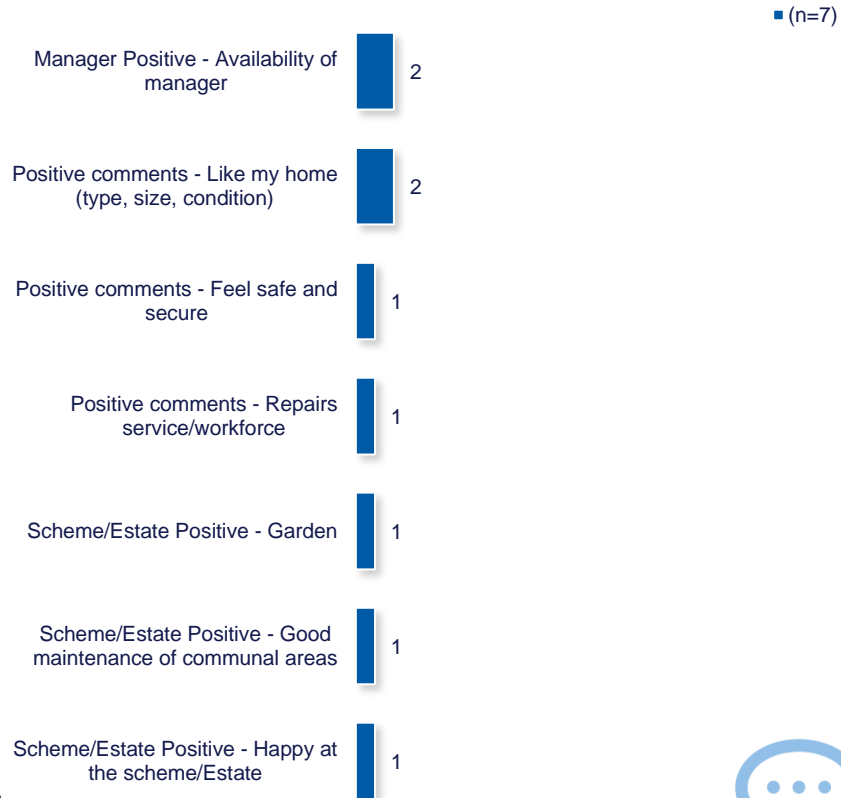 (n=7)
Manager Positive - Availability of
manager
2
Positive comments - Like my home
(type, size, condition)
2
Positive comments - Feel safe and
secure
1
Positive comments - Repairs
service/workforce
1
Scheme/Estate Positive - Garden
1
Scheme/Estate Positive - Good
maintenance of communal areas
1
Scheme/Estate Positive - Happy at
the scheme/Estate
1